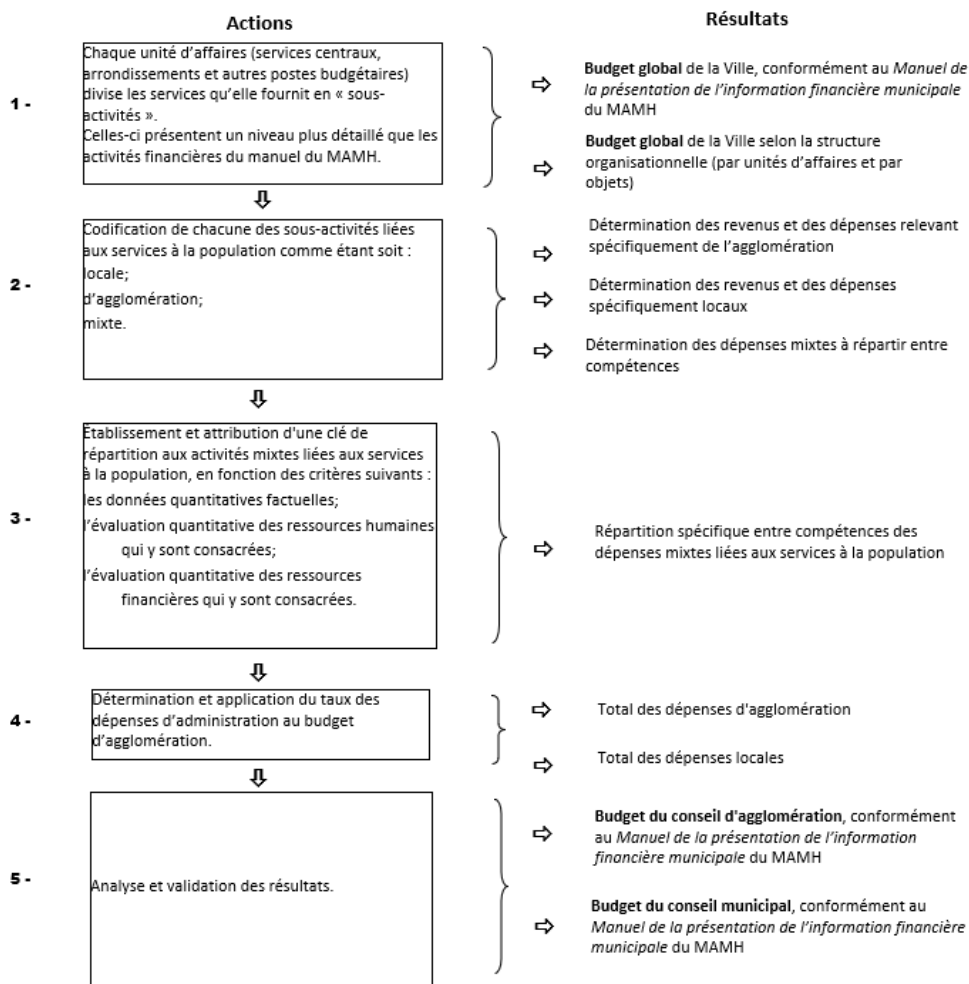 Actions
Résultats
1 -
Chaque unité d’affaires (services centraux,
arrondissements et autres postes budgétaires)
divise les services qu’elle fournit en « sous-
activités ».
Celles-ci présentent un niveau plus détaillé que les
activités financières du manuel du MAMH.
Budget global de la Ville, conformément au Manuel de
la présentation de l’information financière municipale
du MAMH
Budget global de la Ville selon la structure
organisationnelle (par unités d’affaires et par
objets)
2 -
Codification de chacune des sous-activités liées
aux services à la population comme étant soit :
locale;
d’agglomération;
mixte.
Détermination des revenus et des dépenses relevant
spécifiquement de l’agglomération
Détermination des revenus et des dépenses
spécifiquement locaux
Détermination des dépenses mixtes à répartir entre
compétences
3 -
Établissement et attribution d'une clé de
répartition aux activités mixtes liées aux services
à la population, en fonction des critères suivants :
les données quantitatives factuelles;
l’évaluation quantitative des ressources humaines
qui y sont consacrées;
l’évaluation quantitative des ressources
financières qui y sont consacrées.
Répartition spécifique entre compétences des
dépenses mixtes liées aux services à la population
4 -
Détermination et application du taux des
dépenses d’administration au budget
d’agglomération.
Total des dépenses d'agglomération
Total des dépenses locales
5 -
Analyse et validation des résultats.
Budget du conseil d'agglomération, conformément
au Manuel de la présentation de l’information
financière municipale du MAMH
Budget du conseil municipal, conformément au
Manuel de la présentation de l’information financière
municipale du MAMH